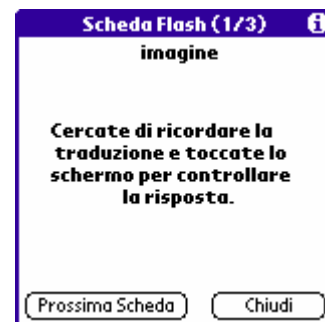 Scheda Flash (1/3) i
imagine
Cercate di ricordare la
traduzione e toccate lo
schermo per controllare
la risposta.
Prossima Scheda Chiudi